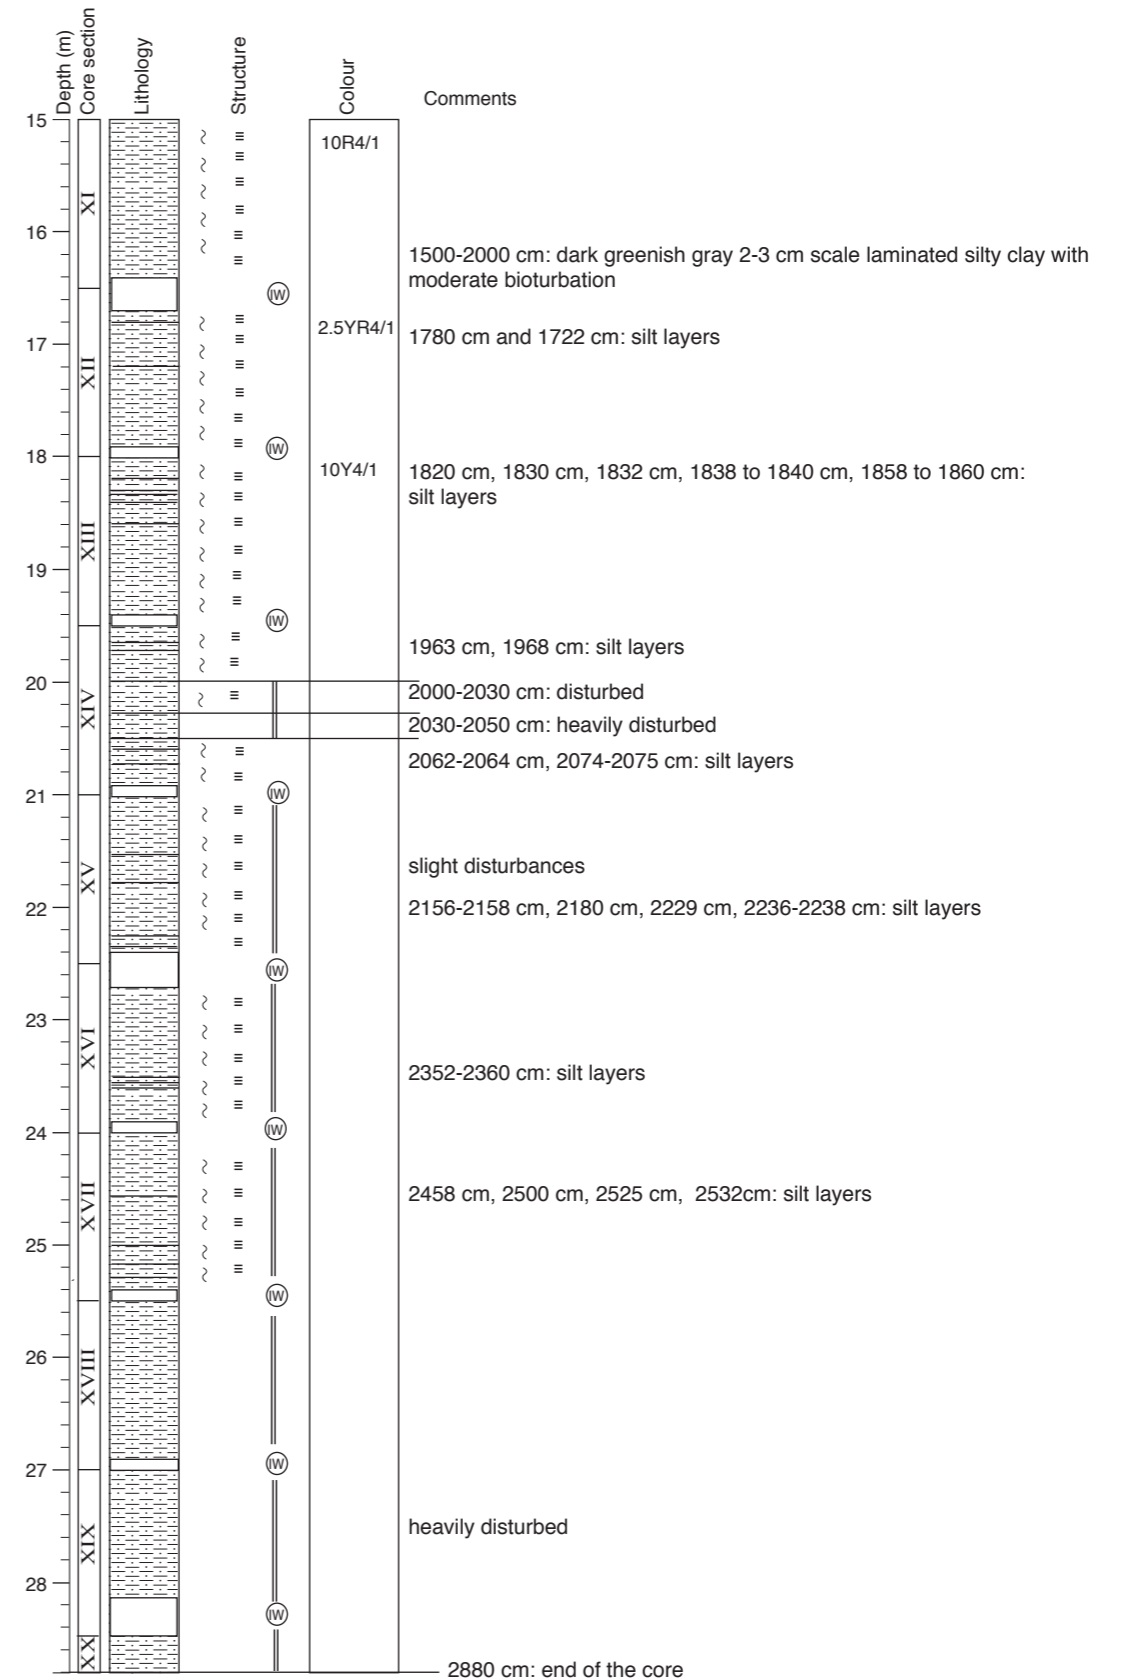 Depth (m)
Core section
Lithology
Structure
Colour
Comments
15
10R4/1
XI
16
1500-2000 cm: dark greenish gray 2-3 cm scale laminated silty clay with
moderate bioturbation
IW
2.5YR4/1
1780 cm and 1722 cm: silt layers
17
XII
IW
18
10Y4/1
1820 cm, 1830 cm, 1832 cm, 1838 to 1840 cm, 1858 to 1860 cm:
silt layers
XIII
19
IW
1963 cm, 1968 cm: silt layers
20
2000-2030 cm: disturbed
XIV
2030-2050 cm: heavily disturbed
2062-2064 cm, 2074-2075 cm: silt layers
21
IW
slight disturbances
XV
22
2156-2158 cm, 2180 cm, 2229 cm, 2236-2238 cm: silt layers
IW
23
XVI
2352-2360 cm: silt layers
24
IW
2458 cm, 2500 cm, 2525 cm, 2532cm: silt layers
XVII
25
IW
26
XVIII
27
IW
heavily disturbed
XIX
28
IW
XX
2880 cm: end of the core